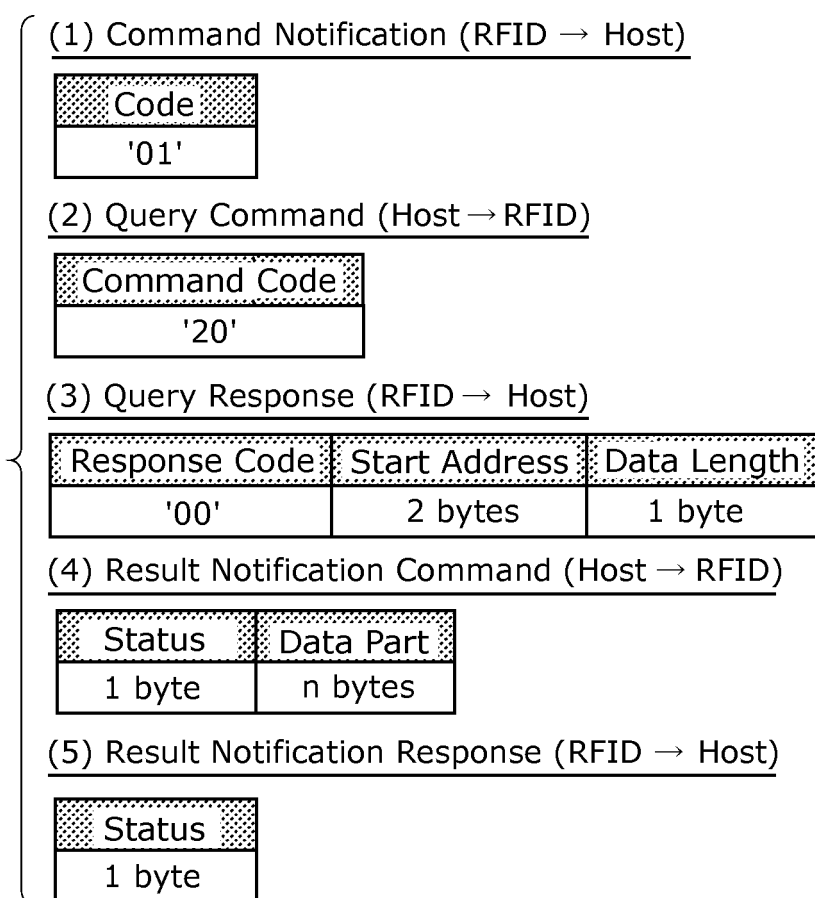 (1) Command Notification (RFID → Host)
Code
'01'
(2) Query Command (Host → RFID)
Command Code
'20'
(3) Query Response (RFID → Host)
Response Code Start Address Data Length
'00' 2 bytes 1 byte
(4) Result Notification Command (Host → RFID)
Status Data Part
1 byte n bytes
(5) Result Notification Response (RFID → Host)
Status
1 byte